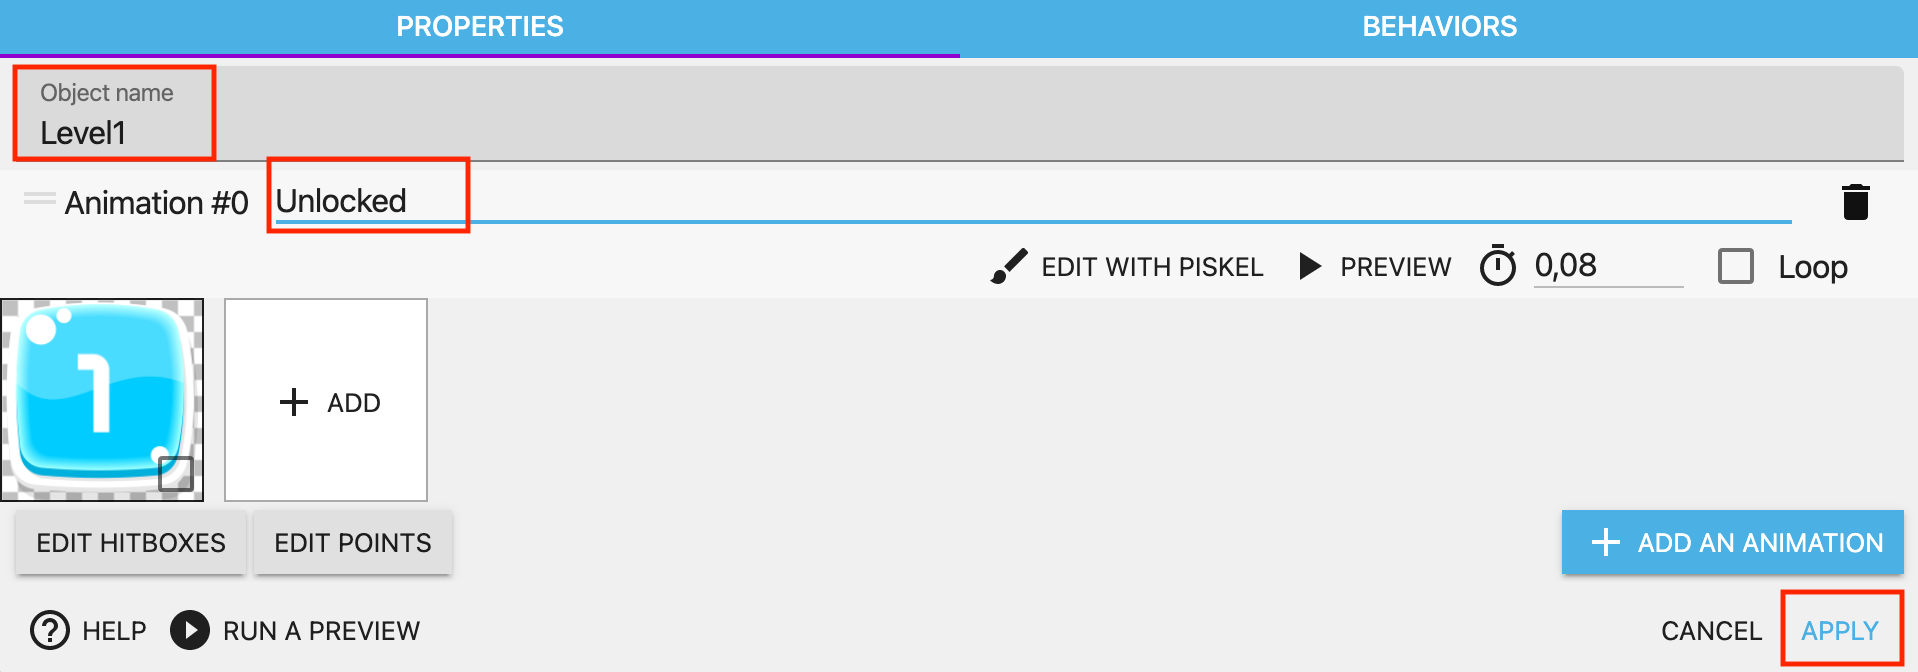 PROPERTIES BEHAVIORS
Object name
Level1
Animation #0 Unlocked
EDIT WITH PISKEL PREVIEW 0,08 Loop
1 ADD
EDIT HITBOXES EDIT POINTS ADD AN ANIMATION
HELP RUN A PREVIEW CANCEL APPLY